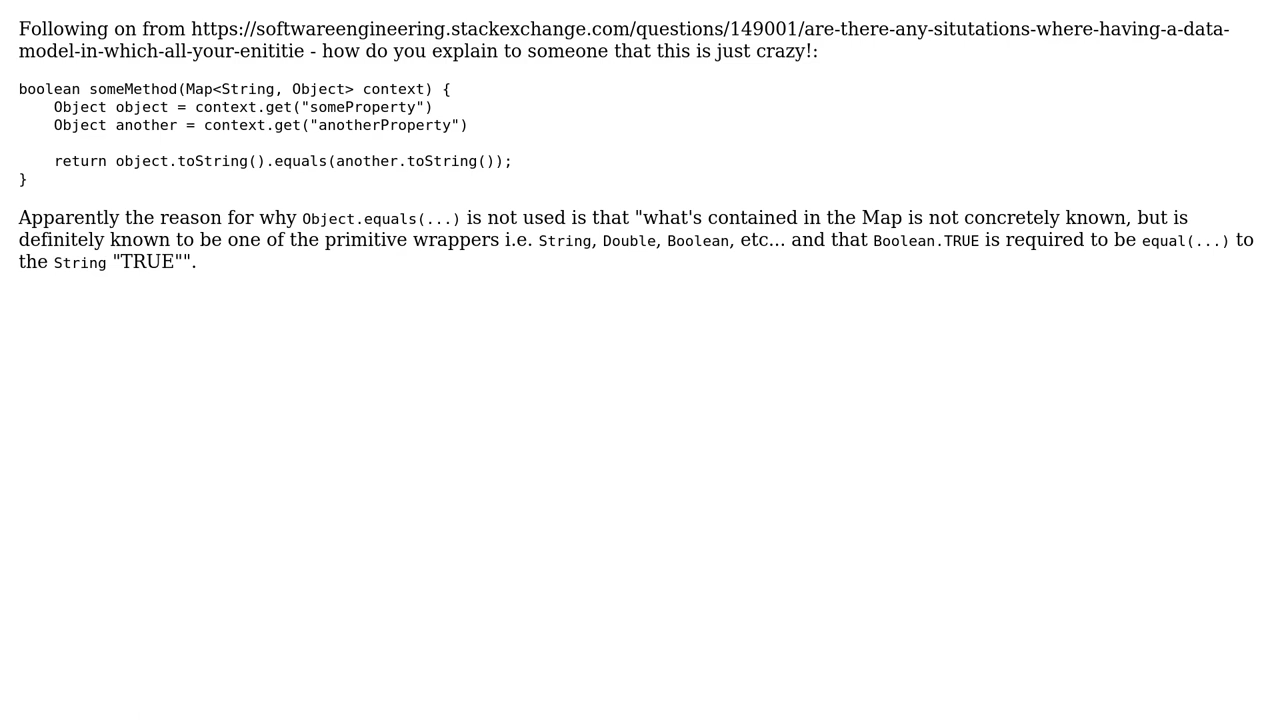 Following on from https://softwareengineering.stackexchange.com/questions/149001/are-there-any-situtations-where-having-a-data-
model-in-which-all-your-enititie - how do you explain to someone that this is just crazy!:
boolean someMethod(Map<String, Object> context) {
    Object object = context.get("someProperty")
    Object another = context.get("anotherProperty")
    return object.toString().equals(another.toString());
}
Apparently the reason for why Object.equals(...) is not used is that "what's contained in the Map is not concretely known, but is
definitely known to be one of the primitive wrappers i.e. String, Double, Boolean, etc... and that Boolean.TRUE is required to be equal(...) to
the String "TRUE"".